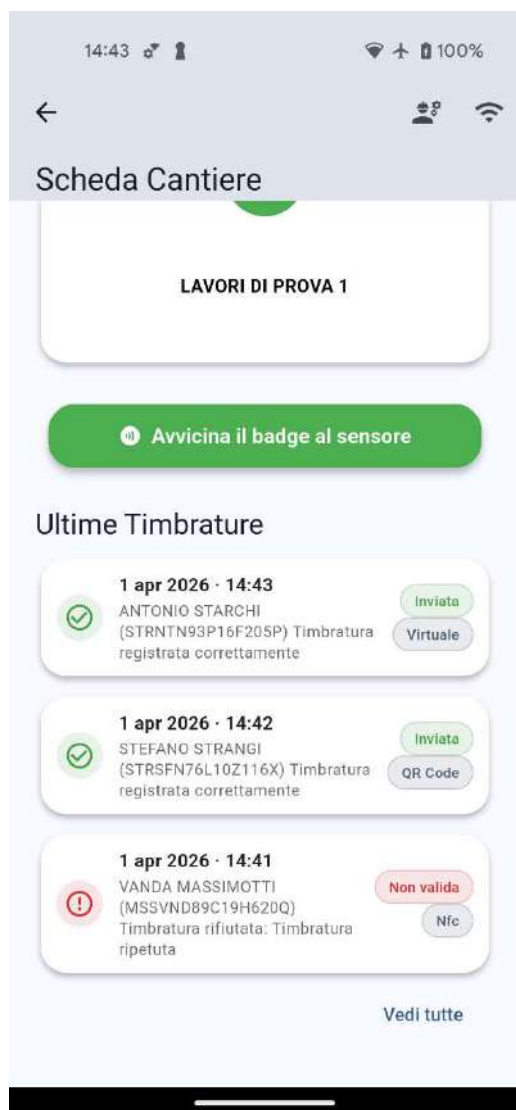 14:43
100%
Scheda Cantiere
LAVORI DI PROVA 1
Avvicina il badge al sensore
Ultime Timbrature
1 apr 2026 · 14:43
ANTONIO STARCHI
(STRNTN93P16F205P) Timbratura
registrata correttamente
Inviata
Virtuale
1 apr 2026 · 14:42
STEFANO STRANGI
(STRSFN76L10Z116X) Timbratura
registrata correttamente
Inviata
QR Code
1 apr 2026 · 14:41
VANDA MASSIMOTTI
(MSSVND89C19H620Q)
Timbratura rifiutata: Timbratura
ripetuta
Non valida
Nfc
Vedi tutte